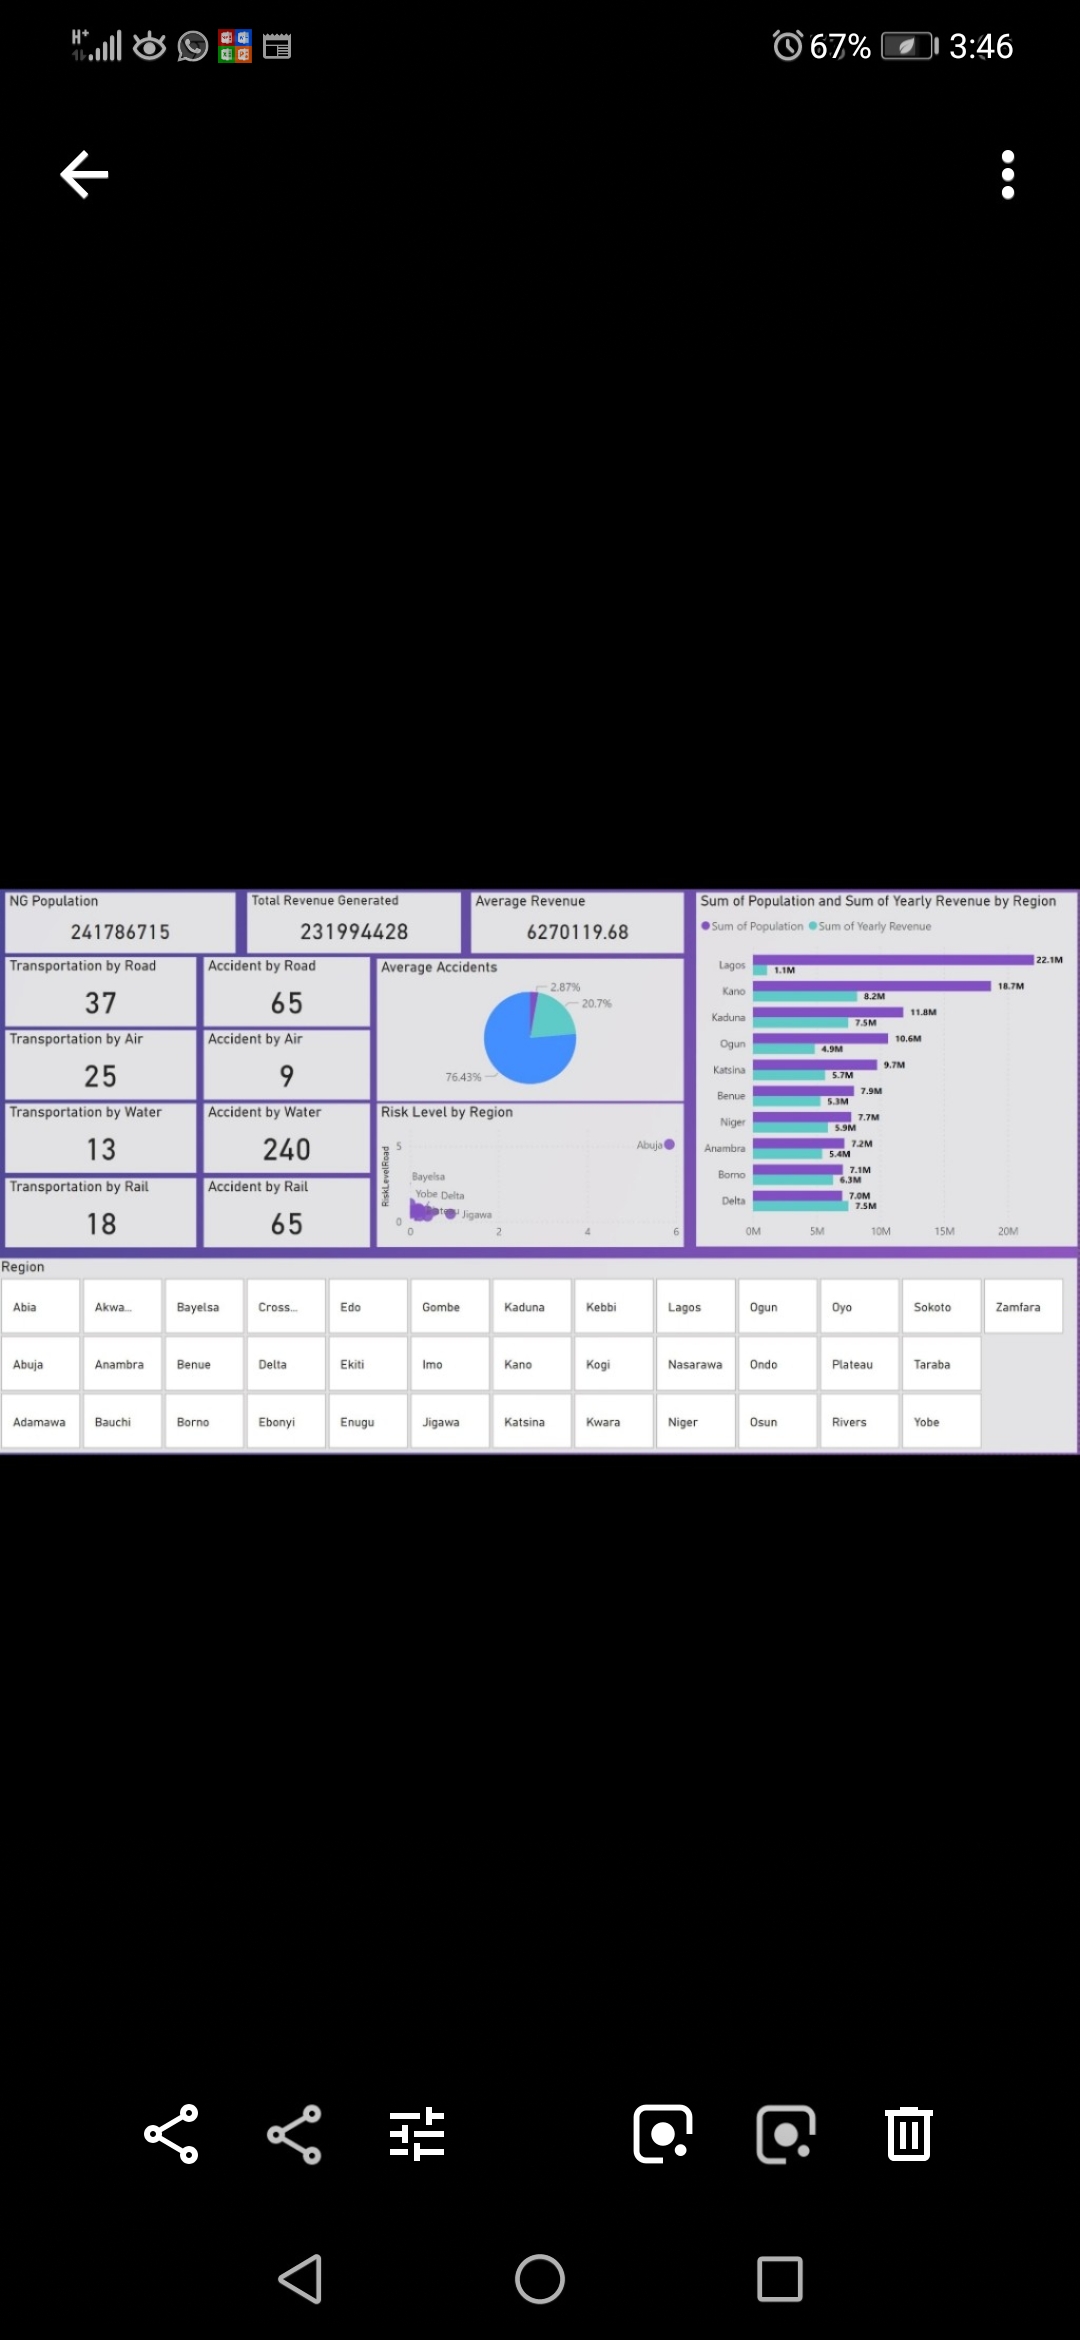 H+ 67% 3:46
NG Population
241786715
Total Revenue Generated
231994428
Average Revenue
6270119.68
Transportation by Road
37
Accident by Road
65
Transportation by Air
25
Accident by Air
9
Transportation by Water
13
Accident by Water
240
Transportation by Rail
18
Accident by Rail
65
Average Accidents
2.87%
20.7%
76.43%
Risk Level by Region
RiskLevelRoad
5
0
Abuja
Bayelsa
Yobe Delta
Jigawa
0 2 4 6
Sum of Population and Sum of Yearly Revenue by Region
Sum of Population Sum of Yearly Revenue
Lagos 22.1M
1.1M
Kano 18.7M
8.2M
Kaduna 11.8M
7.5M
Ogun 10.6M
4.9M
Katsina 9.7M
5.7M
Benue 7.9M
5.3M
Niger 7.7M
5.9M
Anambra 7.2M
5.4M
Borno 7.1M
6.3M
Delta 7.0M
7.5M
0M 5M 10M 15M 20M
Region
Abia Akwa... Bayelsa Cross... Edo Gombe Kaduna Kebbi Lagos Ogun Oyo Sokoto Zamfara
Abuja Anambra Benue Delta Ekiti Imo Kano Kogi Nasarawa Ondo Plateau Taraba
Adamawa Bauchi Borno Ebonyi Enugu Jigawa Katsina Kwara Niger Osun Rivers Yobe